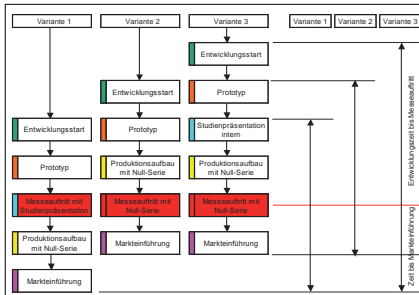 Variante 1
Variante 2
Variante 3
Variante 1
Variante 2
Variante 3
Entwicklungsstart
Entwicklungsstart
Prototyp
Entwicklungsstart
Prototyp
Studienpräsentation
intern
Prototyp
Produktionsaufbau
mit Null-Serie
Produktionsaufbau
mit Null-Serie
Messeauftritt mit
Studienpräsentation
Messeauftritt mit
Null-Serie
Messeauftritt mit
Null-Serie
Produktionsaufbau
mit Null-Serie
Markteinführung
Markteinführung
Markteinführung
Entwicklungszeit bis Messeauftritt
Zeit bis Markteinführung